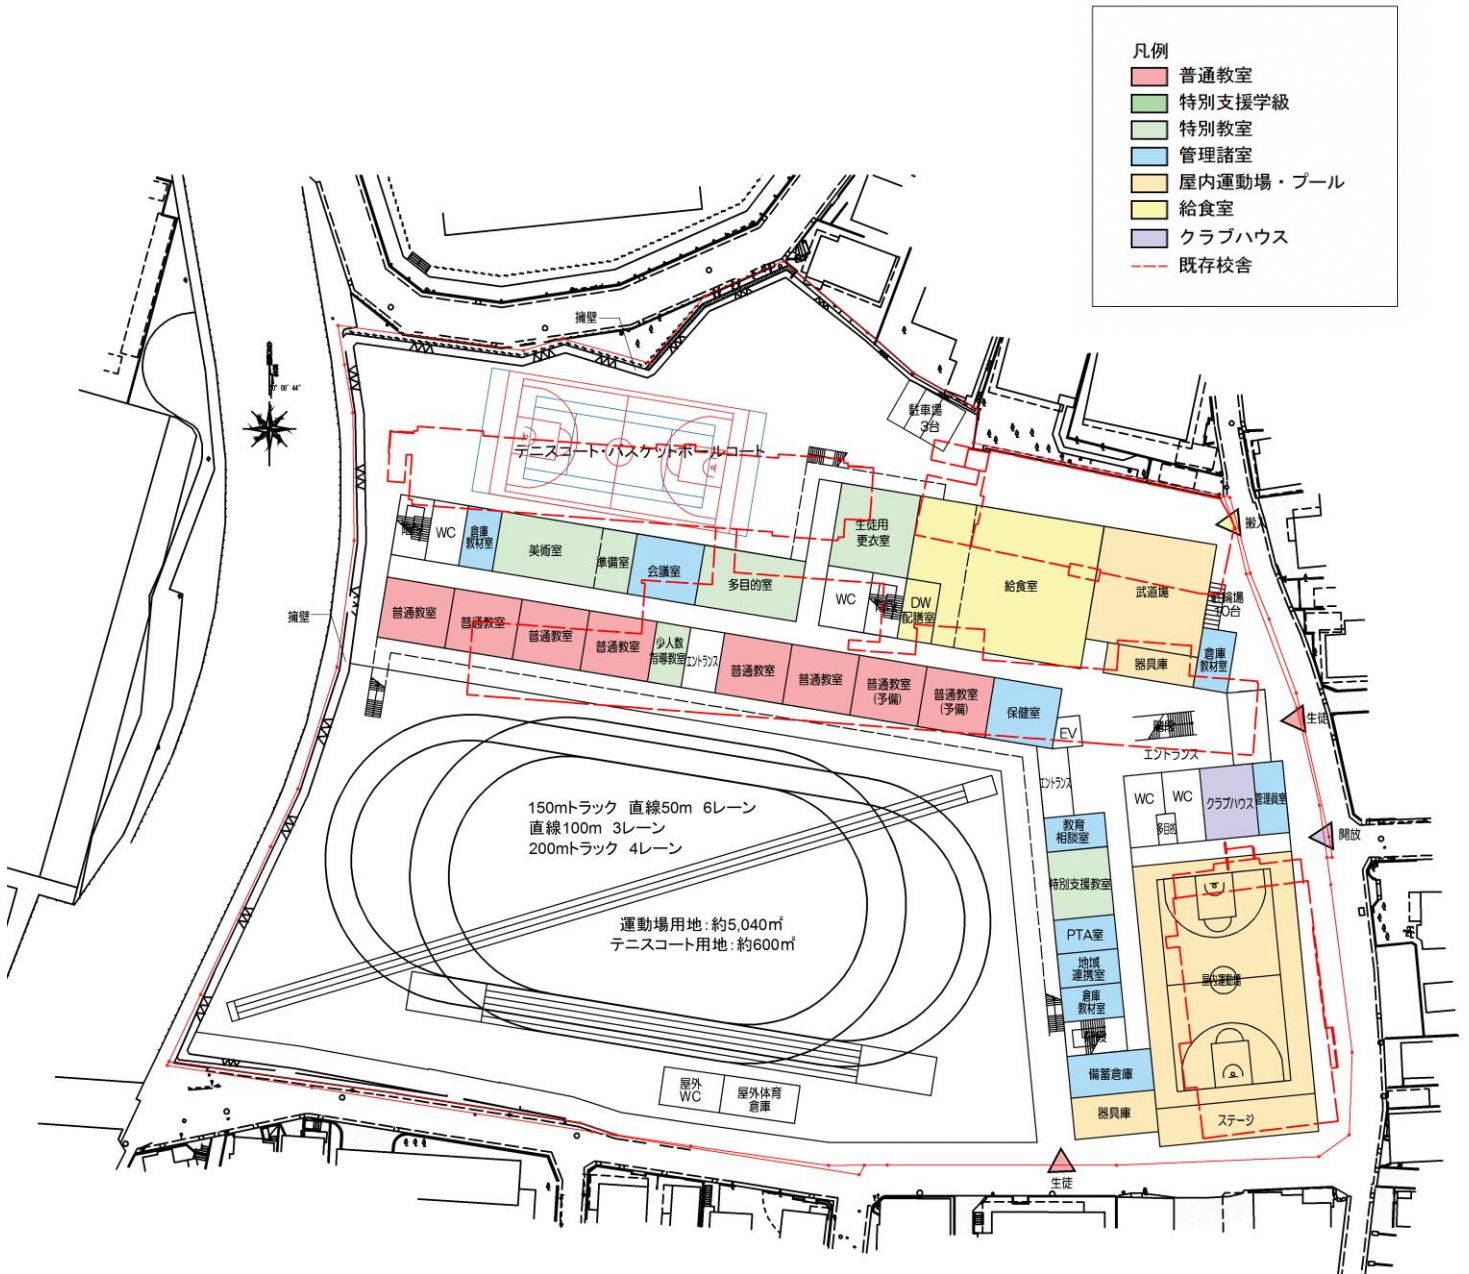 凡例
普通教室
特別支援学級
特別教室
管理諸室
屋内運動場・プール
給食室
クラブハウス
既存校舎
擁壁
駐車場
3台
テニスコート・バスケットボールコート
搬入
WC
倉庫
教材室
美術室
準備室
会議室
多目的室
生徒用
更衣室
給食室
武道場
WC
DW
配膳室
器具庫
倉庫
教材室
擁壁
普通教室
普通教室
普通教室
普通教室
少人数
指導教室
エントランス
普通教室
普通教室
普通教室
(予備)
普通教室
(予備)
保健室
EV
階段
エントランス
生徒
エントランス
WC
WC
多目的
クラブハウス
管理員室
開放
教育
相談室
特別支援教室
PTA室
地域
連携室
倉庫
教材室
備蓄倉庫
器具庫
屋内運動場
ステージ
150mトラック 直線50m 6レーン
直線100m 3レーン
200mトラック 4レーン
運動場用地:約5,040㎡
テニスコート用地:約600㎡
屋外
WC
屋外体育
倉庫
生徒